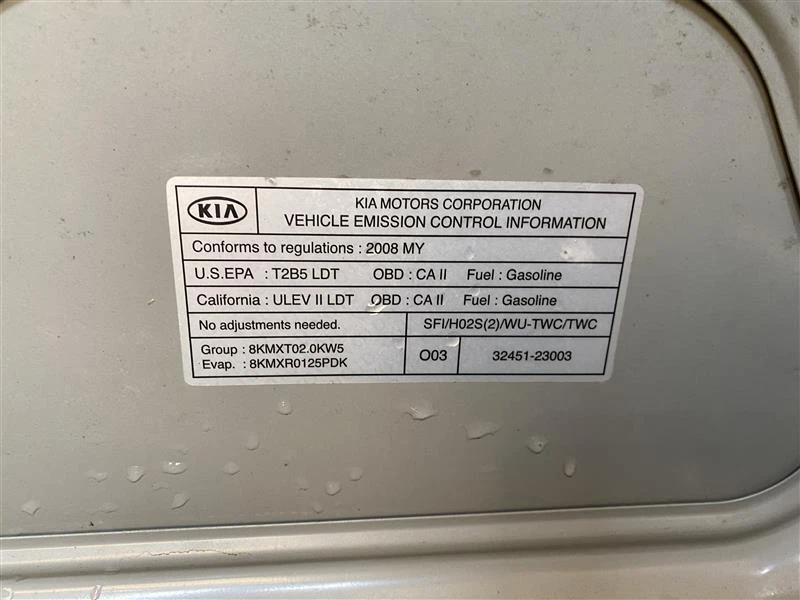 KIA
KIA MOTORS CORPORATION
VEHICLE EMISSION CONTROL INFORMATION
Conforms to regulations : 2008 MY
U.S.EPA : T2B5 LDT OBD : CA II Fuel : Gasoline
California : ULEV II LDT OBD : CA II Fuel : Gasoline
No adjustments needed. SFI/H02S(2)/WU-TWC/TWC
Group : 8KMXT02.0KW5
Evap. : 8KMXR0125PDK
O03 32451-23003